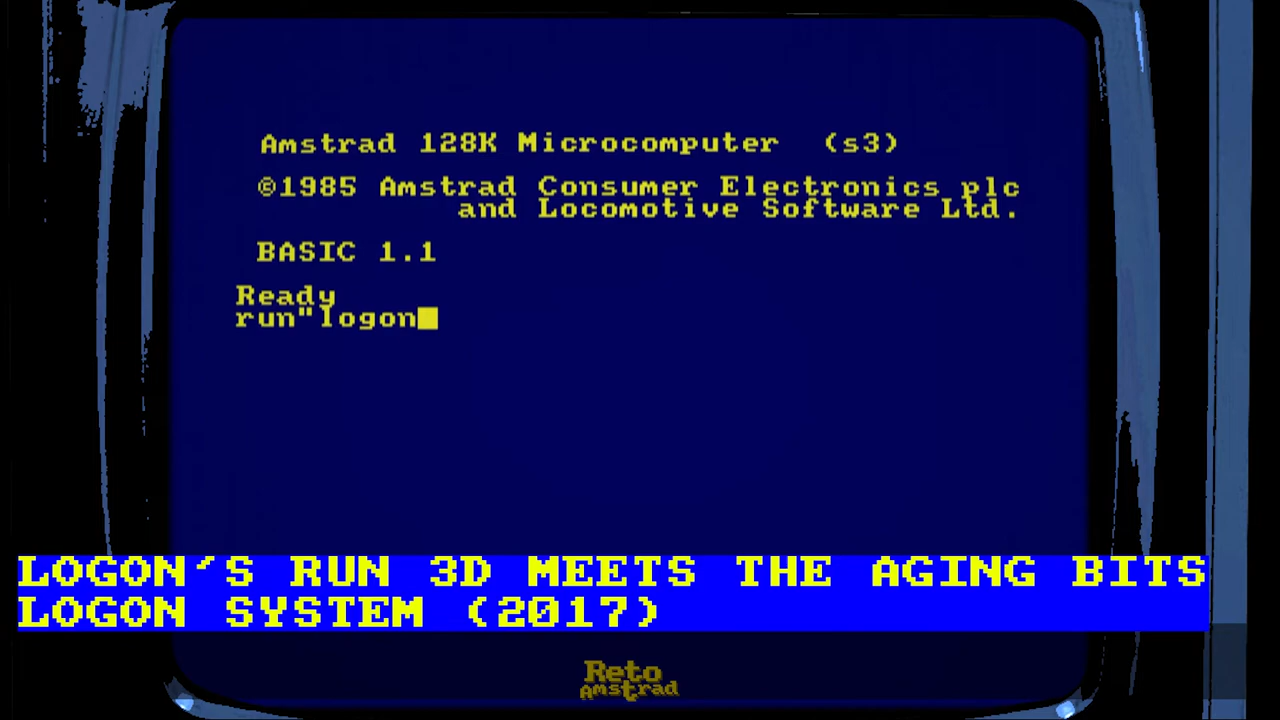 Amstrad 128K Microcomputer (s3)
©1985 Amstrad Consumer Electronics plc
and Locomotive Software Ltd.
BASIC 1.1
Ready
run"logon
LOGON'S RUN 3D MEETS THE AGING BITS
LOGON SYSTEM (2017)
Reto
Amstrad